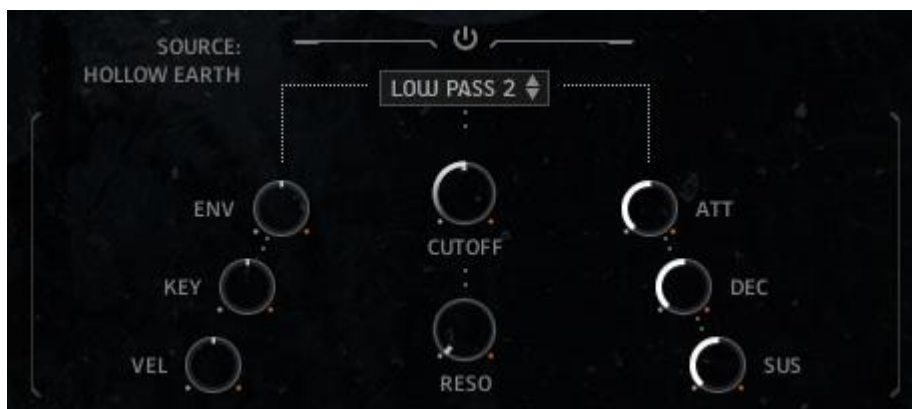 SOURCE:
HOLLOW EARTH
LOW PASS 2
ENV
CUTOFF
ATT
KEY
DEC
VEL
RESO
SUS